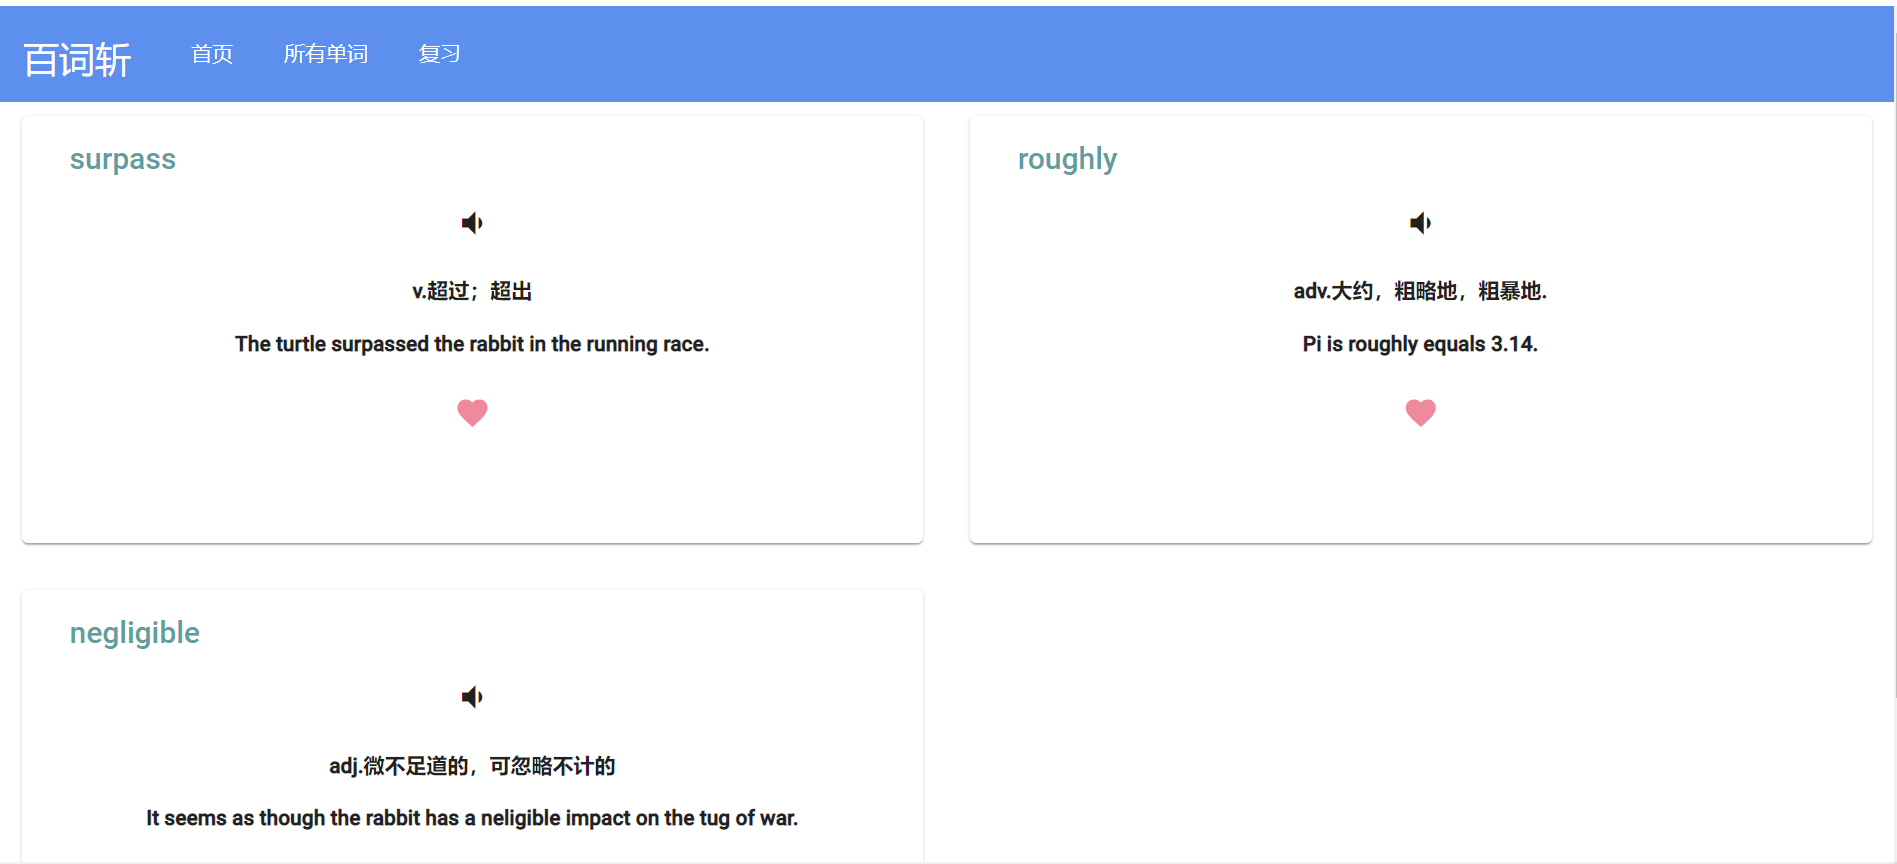 百词斩
首页
所有单词
复习
surpass
v.超过；超出
The turtle surpassed the rabbit in the running race.
roughly
adv.大约，粗略地，粗暴地.
Pi is roughly equals 3.14.
negligible
adj.微不足道的，可忽略不计的
It seems as though the rabbit has a neligible impact on the tug of war.